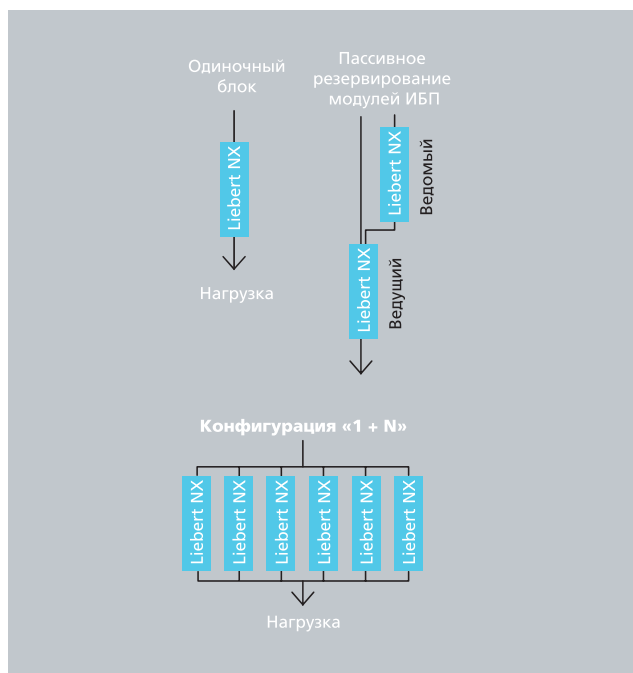 Одиночный
блок
Liebert NX
Нагрузка
Пассивное
резервирование
модулей ИБП
Liebert NX
Ведомый
Liebert NX
Ведущий
Конфигурация «1 + N»
Liebert NX
Liebert NX
Liebert NX
Liebert NX
Liebert NX
Liebert NX
Нагрузка